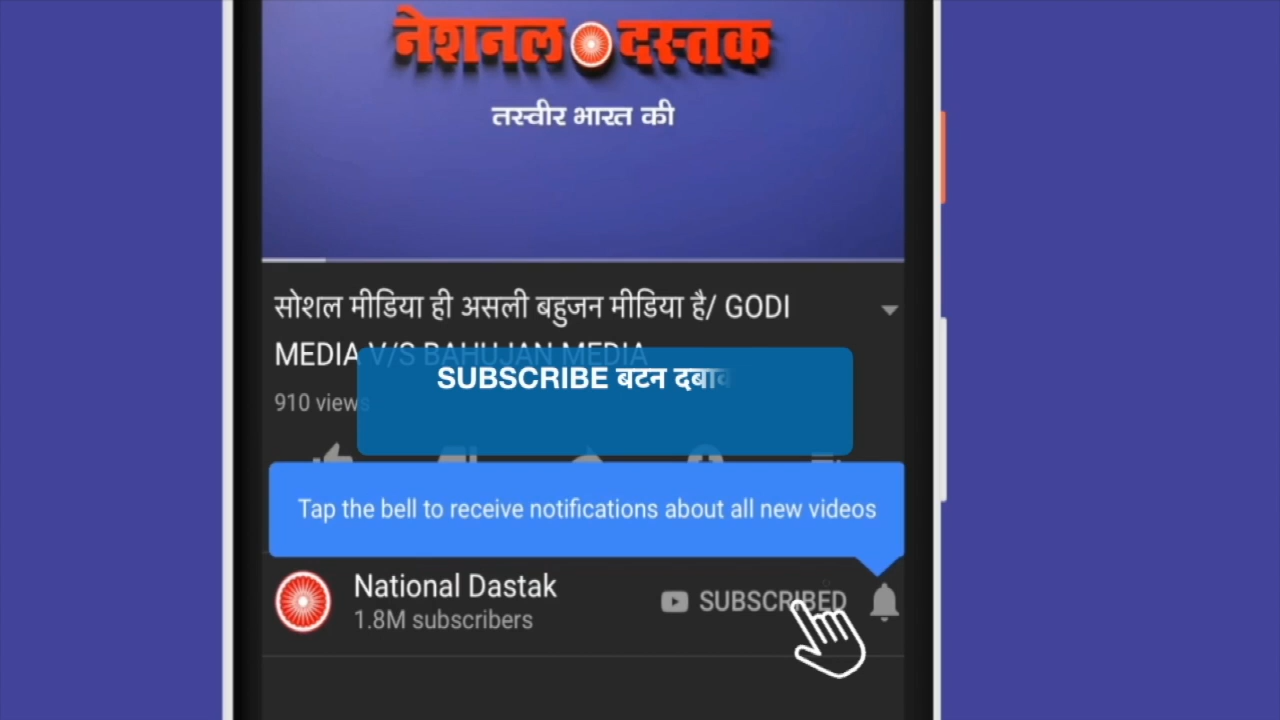 नेशनल दस्तक
तस्वीर भारत की
सोशल मीडिया ही असली बहुजन मीडिया है/ GODI
MEDIA V/S BAHUJAN MEDIA
SUBSCRIBE बटन
910 views
Tap the bell to receive notifications about all new videos
National Dastak
SUBSCRIBED
1.8M subscribers